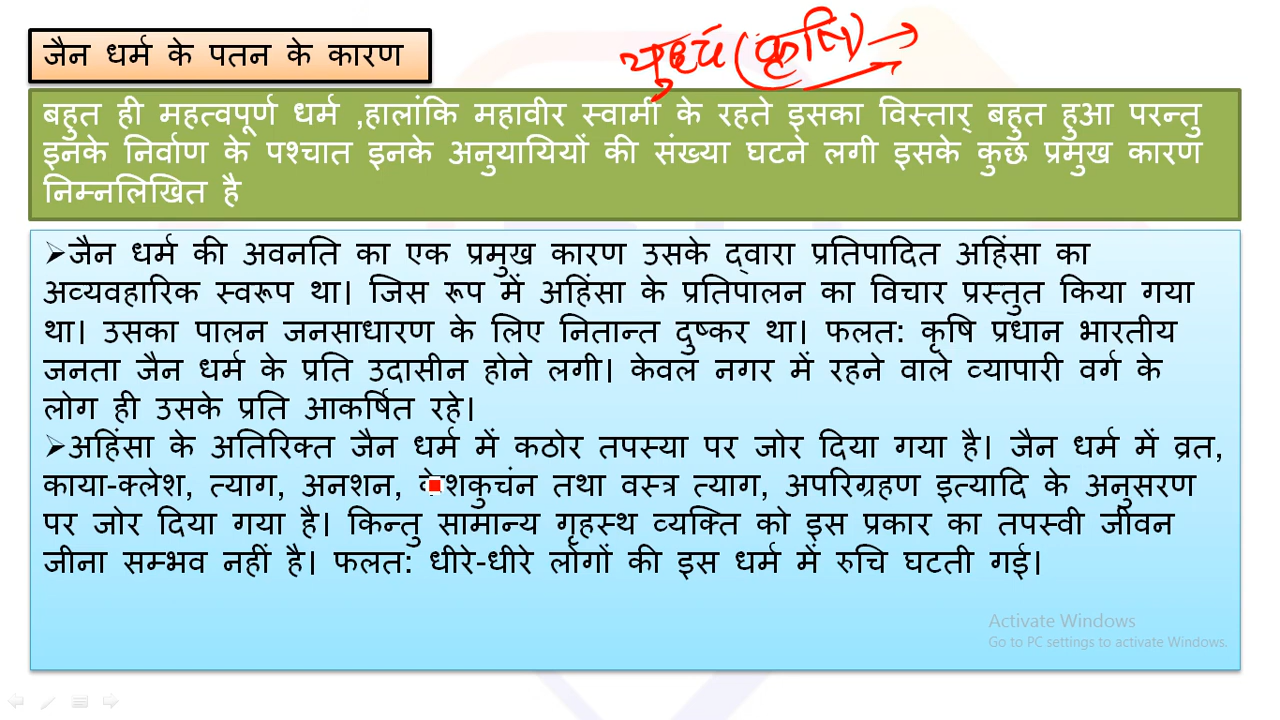 जैन धर्म के पतन के कारण
(कृषि)
बहुत ही महत्वपूर्ण धर्म ,हालांकि महावीर स्वामी के रहते इसका विस्तार् बहुत हुआ परन्तु
इनके निर्वाण के पश्चात इनके अनुयायियों की संख्या घटने लगी इसके कुछ प्रमुख कारण
निम्नलिखित है
➢जैन धर्म की अवनति का एक प्रमुख कारण उसके द्वारा प्रतिपादित अहिंसा का
अव्यवहारिक स्वरूप था। जिस रूप में अहिंसा के प्रतिपालन का विचार प्रस्तुत किया गया
था। उसका पालन जनसाधारण के लिए नितान्त दुष्कर था। फलत: कृषि प्रधान भारतीय
जनता जैन धर्म के प्रति उदासीन होने लगी। केवल नगर में रहने वाले व्यापारी वर्ग के
लोग ही उसके प्रति आकर्षित रहे।
➢अहिंसा के अतिरिक्त जैन धर्म में कठोर तपस्या पर जोर दिया गया है। जैन धर्म में व्रत,
काया-क्लेश, त्याग, अनशन, केशकुचंन तथा वस्त्र त्याग, अपरिग्रहण इत्यादि के अनुसरण
पर जोर दिया गया है। किन्तु सामान्य गृहस्थ व्यक्ति को इस प्रकार का तपस्वी जीवन
जीना सम्भव नहीं है। फलत: धीरे-धीरे लोगों की इस धर्म में रुचि घटती गई।
Activate Windows
Go to PC settings to activate Windows.